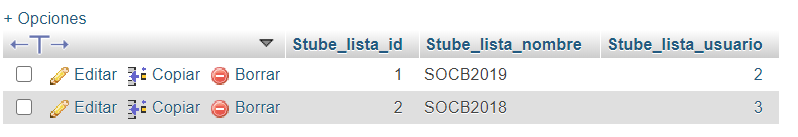 + Opciones
←T→ Stube_lista_id Stube_lista_nombre Stube_lista_usuario
Editar Copiar Borrar 1 SOCB2019 2
Editar Copiar Borrar 2 SOCB2018 3